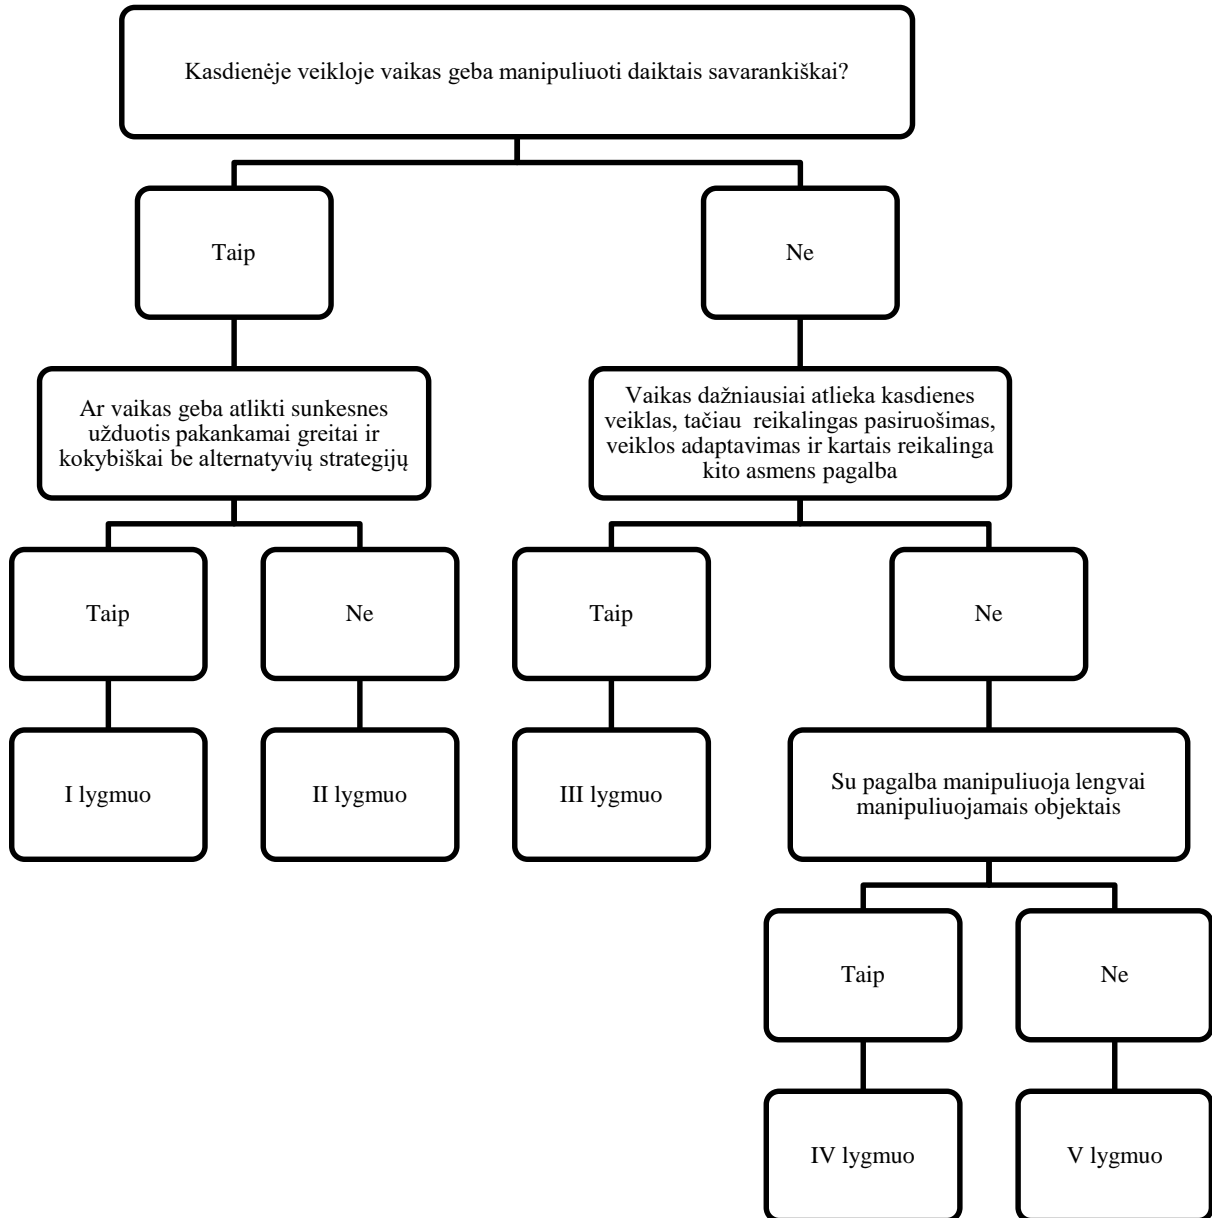 Kasdienėje veikloje vaikas geba manipuliuoti daiktais savarankiškai?
Taip
Ne
Ar vaikas geba atlikti sunkesnes
užduotis pakankamai greitai ir
kokybiškai be alternatyvių strategijų
Vaikas dažniausiai atlieka kasdienes
veiklas, tačiau  reikalingas pasiruošimas,
veiklos adaptavimas ir kartais reikalinga
kito asmens pagalba
Taip
Ne
Taip
Ne
I lygmuo
II lygmuo
III lygmuo
Su pagalba manipuliuoja lengvai
manipuliuojamais objektais
Taip
Ne
IV lygmuo
V lygmuo